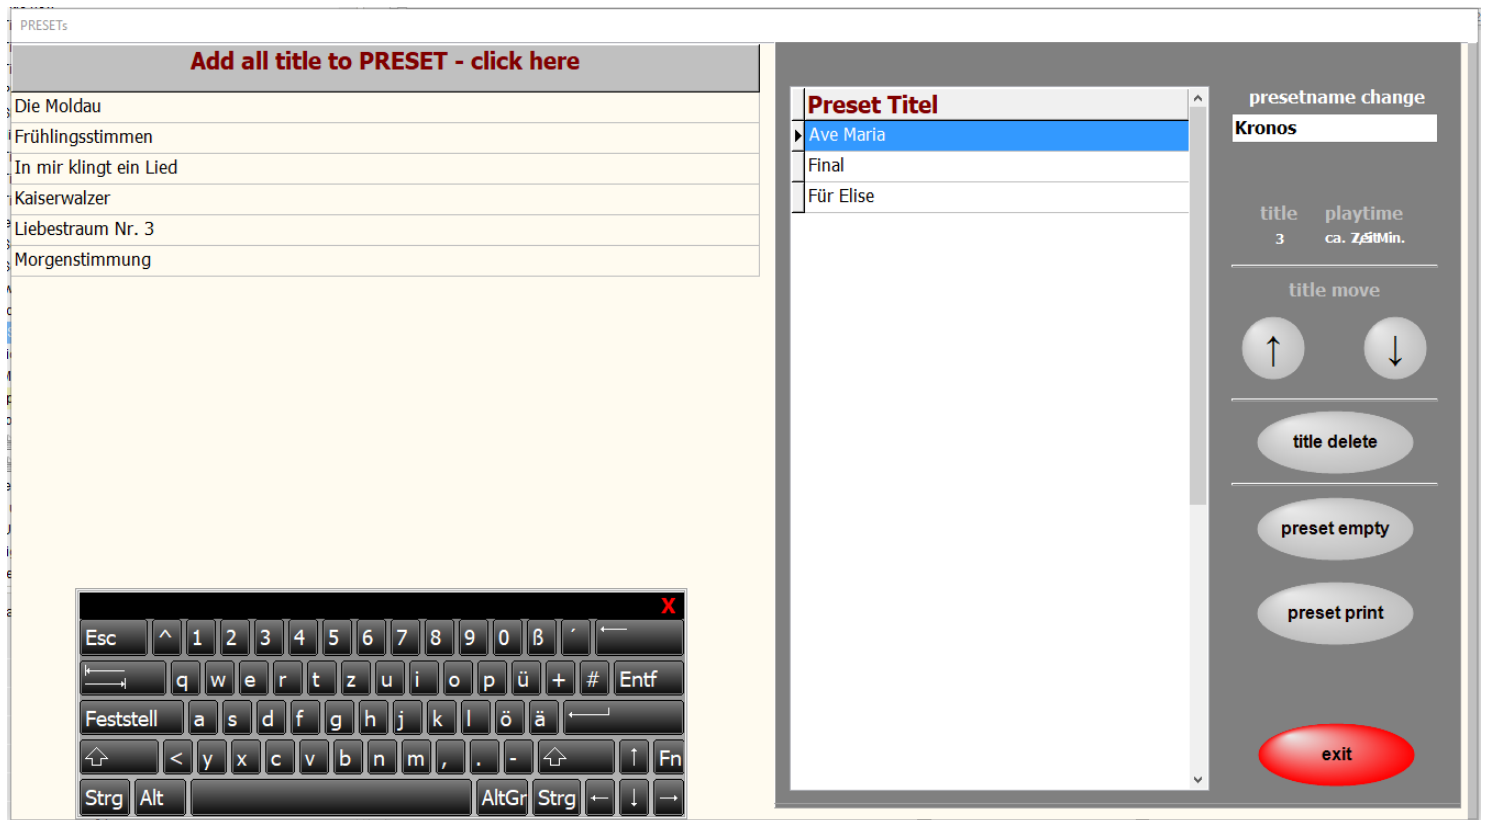 PRESETs
Add all title to PRESET - click here
Die Moldau
Frühlingsstimmen
In mir klingt ein Lied
Kaiserwalzer
Liebestraum Nr. 3
Morgenstimmung
Preset Titel
Ave Maria
Final
Für Elise
presetname change
Kronos
title playtime
3 ca. Min.
title move
↑ ↓
title delete
preset empty
preset print
exit
X
Esc ^ 1 2 3 4 5 6 7 8 9 0 ß ´ ←
q w e r t z u i o p ü + # Entf
Feststell a s d f g h j k l ö ä
< y x c v b n m , . - ↑ Fn
Strg Alt AltGr Strg ← ↓ →